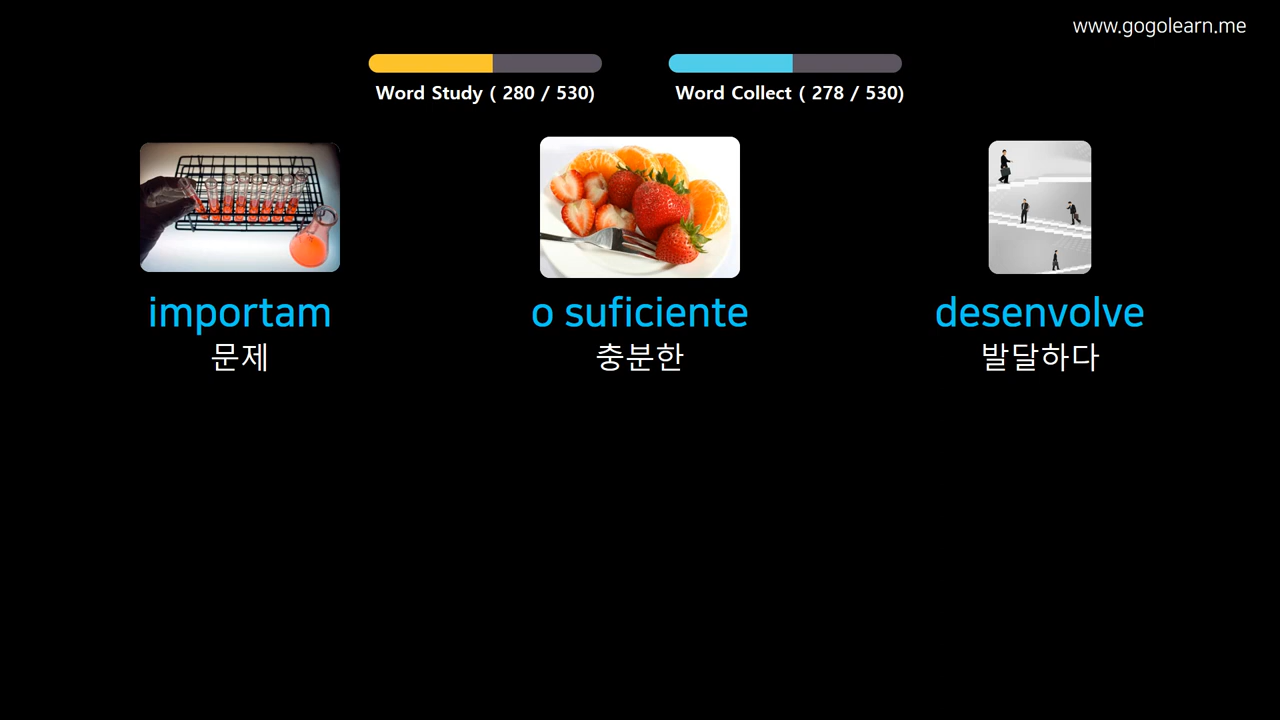 www.gogolearn.me
Word Study ( 280 / 530)
Word Collect ( 278 / 530)
importam
o suficiente
desenvolve
문제
충분한
발달하다